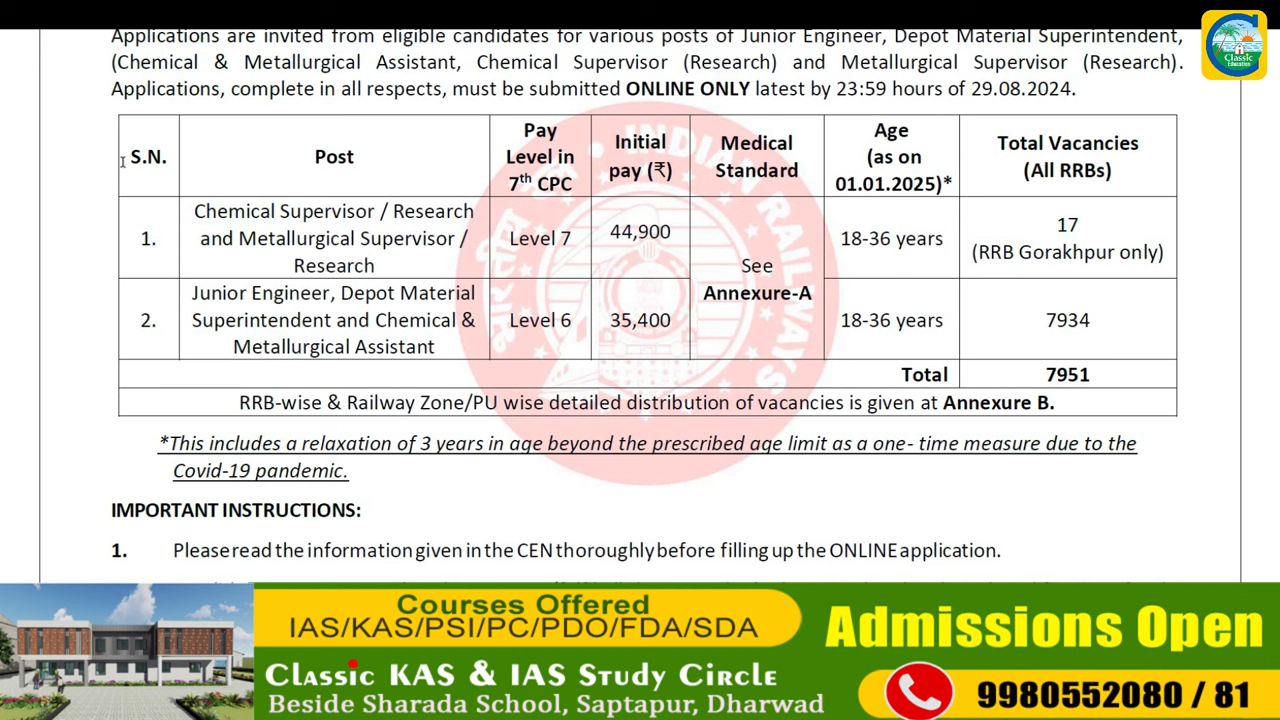 Applications are invited from eligible candidates for various posts of Junior Engineer, Depot Material Superintendent,
(Chemical & Metallurgical Assistant, Chemical Supervisor (Research) and Metallurgical Supervisor (Research).
Applications, complete in all respects, must be submitted ONLINE ONLY latest by 23:59 hours of 29.08.2024.
Classic
Education
S.N.
Post
Pay
Level in
7th CPC
Initial
pay (₹)
Medical
Standard
Age
(as on
01.01.2025)*
Total Vacancies
(All RRBs)
1.
Chemical Supervisor / Research
and Metallurgical Supervisor /
Research
Level 7
44,900
See
Annexure-A
18-36 years
17
(RRB Gorakhpur only)
2.
Junior Engineer, Depot Material
Superintendent and Chemical &
Metallurgical Assistant
Level 6
35,400
18-36 years
7934
Total
7951
RRB-wise & Railway Zone/PU wise detailed distribution of vacancies is given at Annexure B.
INDIAN RAILWAYS
भारतीय रेल
*This includes a relaxation of 3 years in age beyond the prescribed age limit as a one- time measure due to the
Covid-19 pandemic.
IMPORTANT INSTRUCTIONS:
1. Please read the information given in the CEN thoroughly before filling up the ONLINE application.
Courses Offered
IAS/KAS/PSI/PC/PDO/FDA/SDA
Classic KAS & IAS Study Circle
Beside Sharada School, Saptapur, Dharwad
Admissions Open
9980552080 / 81